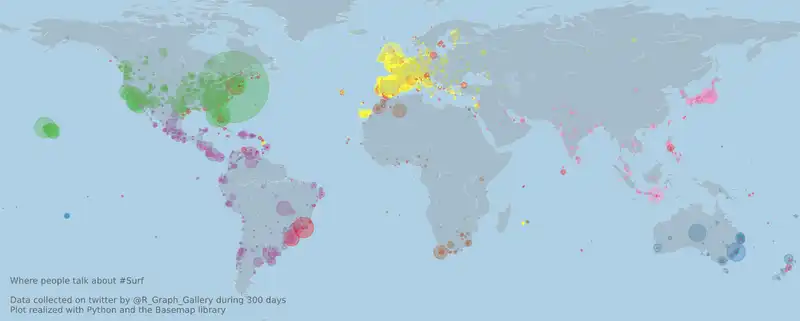 Where people talk about #Surf
Data collected on twitter by @R_Graph_Gallery during 300 days
Plot realized with Python and the Basemap library